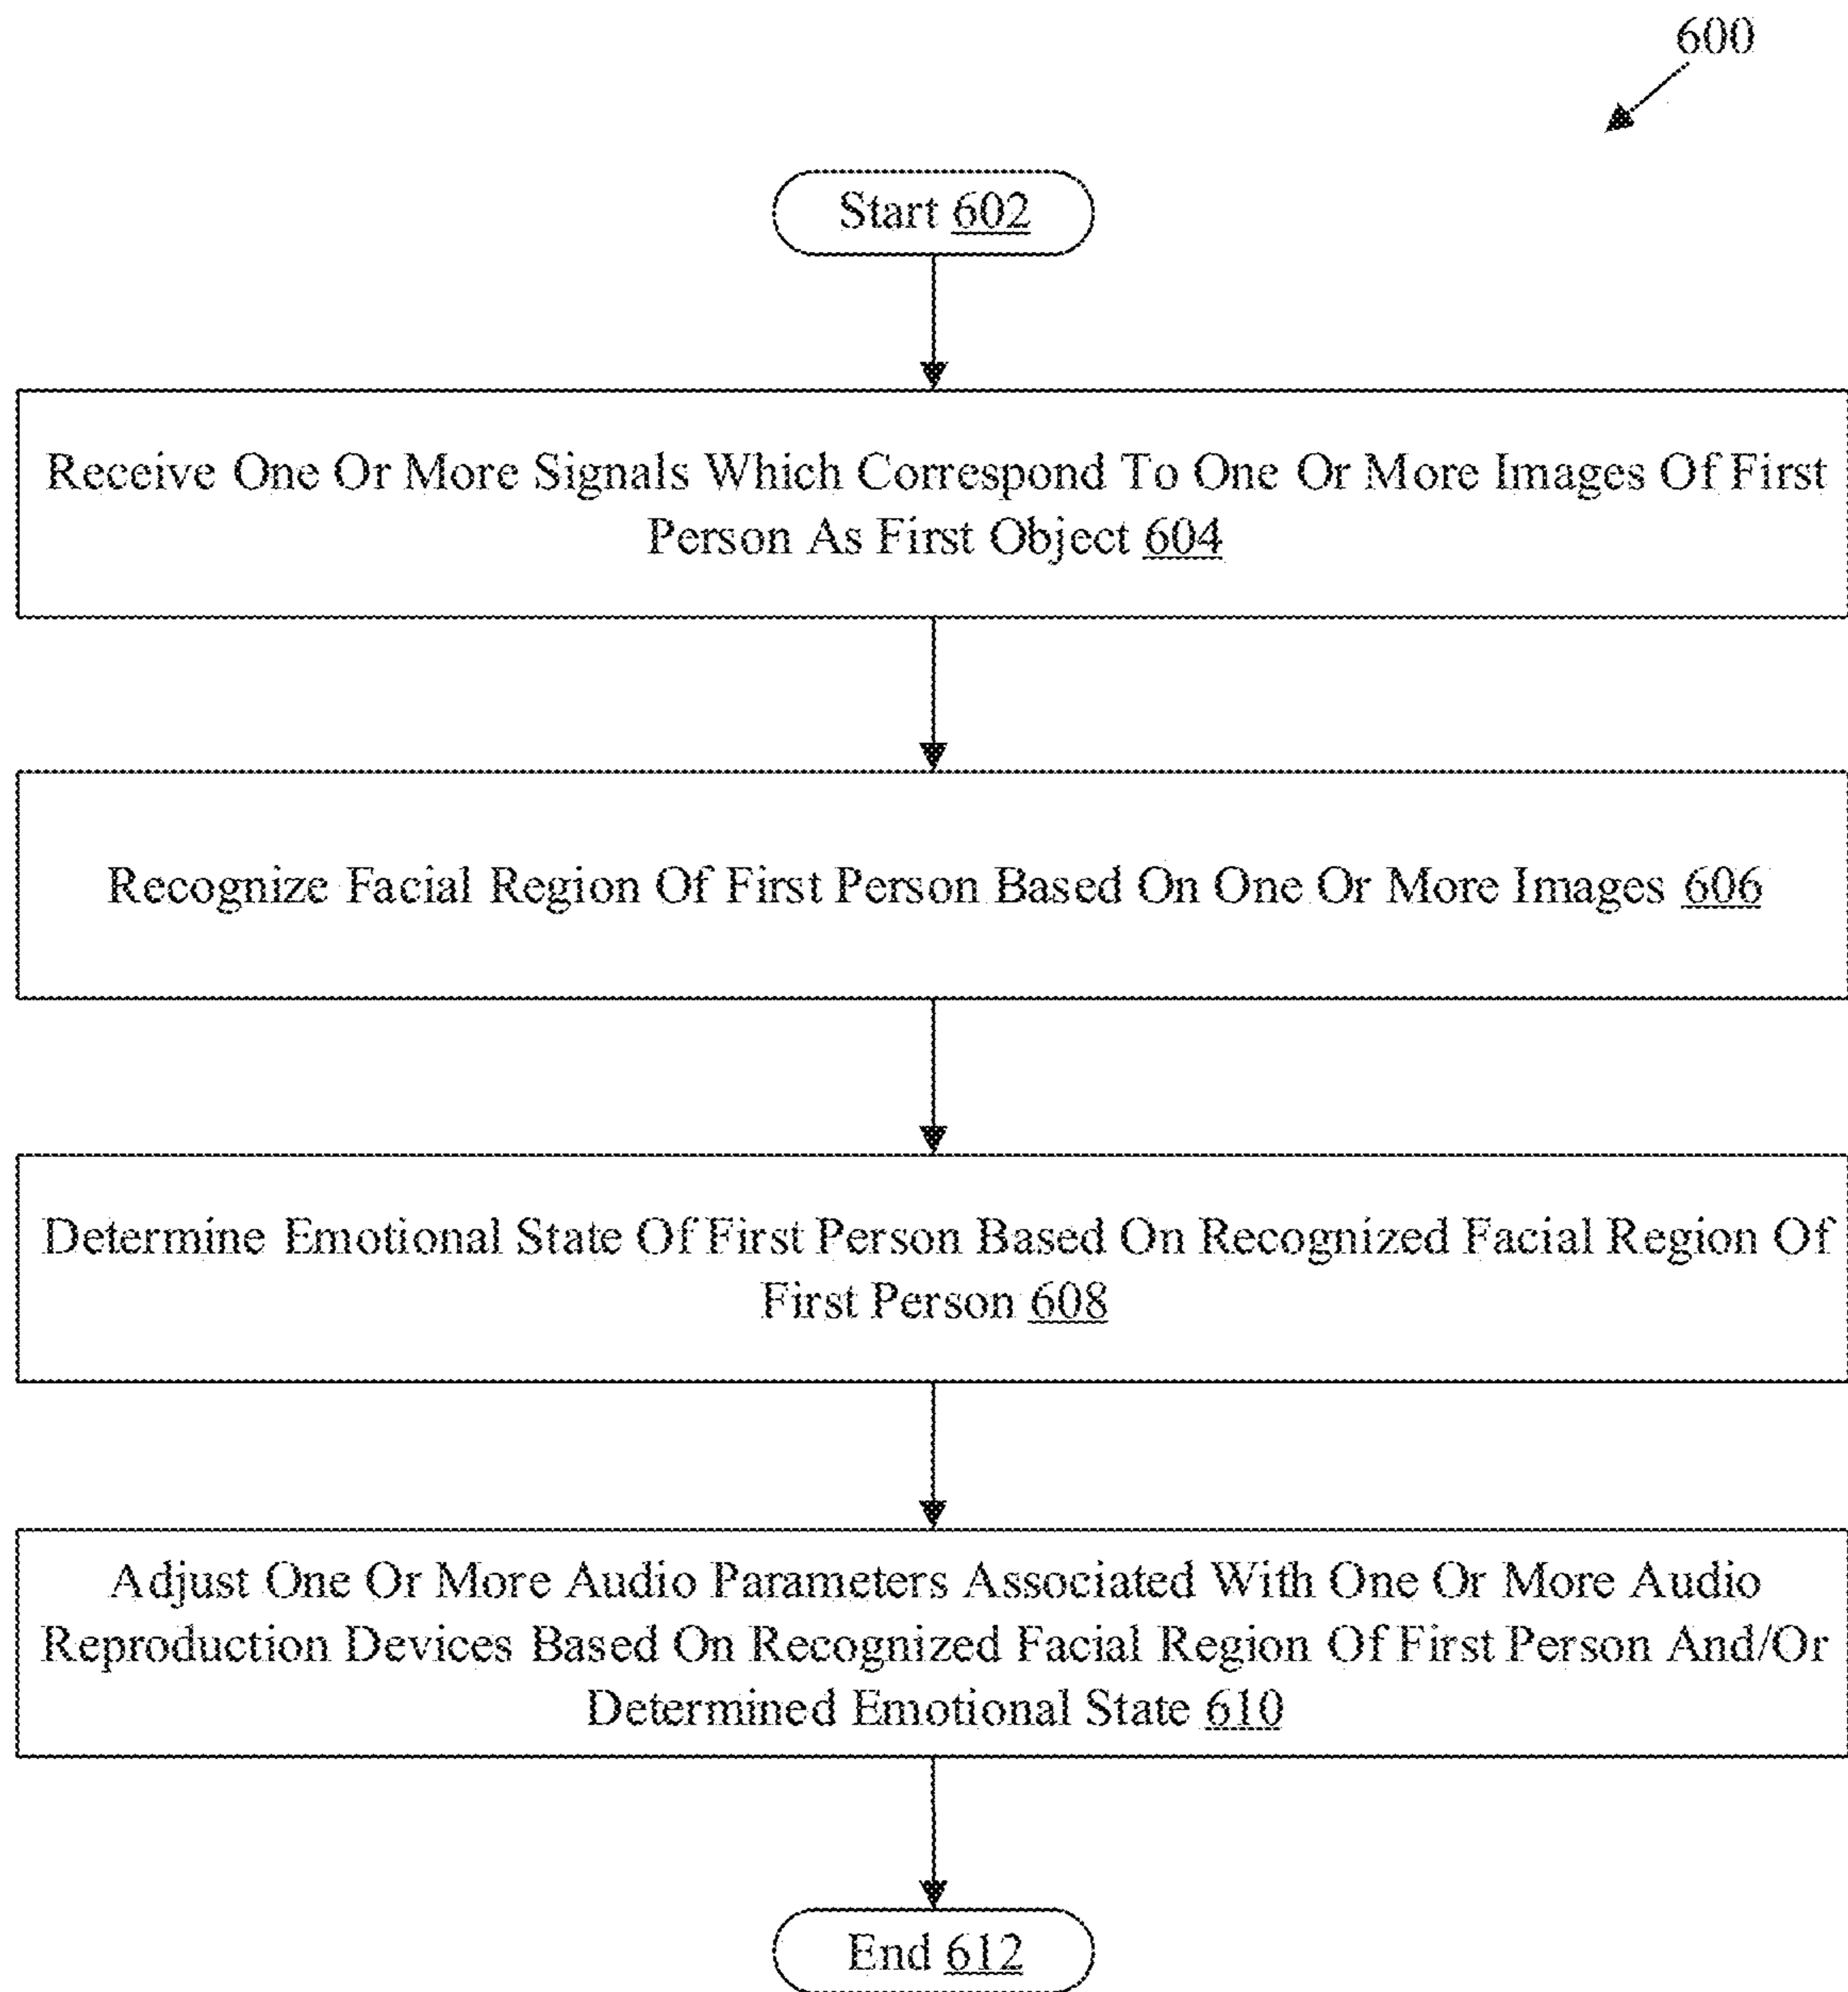 600
Start 602
Receive One Or More Signals Which Correspond To One Or More Images Of First
Person As First Object 604
Recognize Facial Region Of First Person Based On One Or More Images 606
Determine Emotional State Of First Person Based On Recognized Facial Region Of
First Person 608
Adjust One Or More Audio Parameters Associated With One Or More Audio
Reproduction Devices Based On Recognized Facial Region Of First Person And/Or
Determined Emotional State 610
End 612